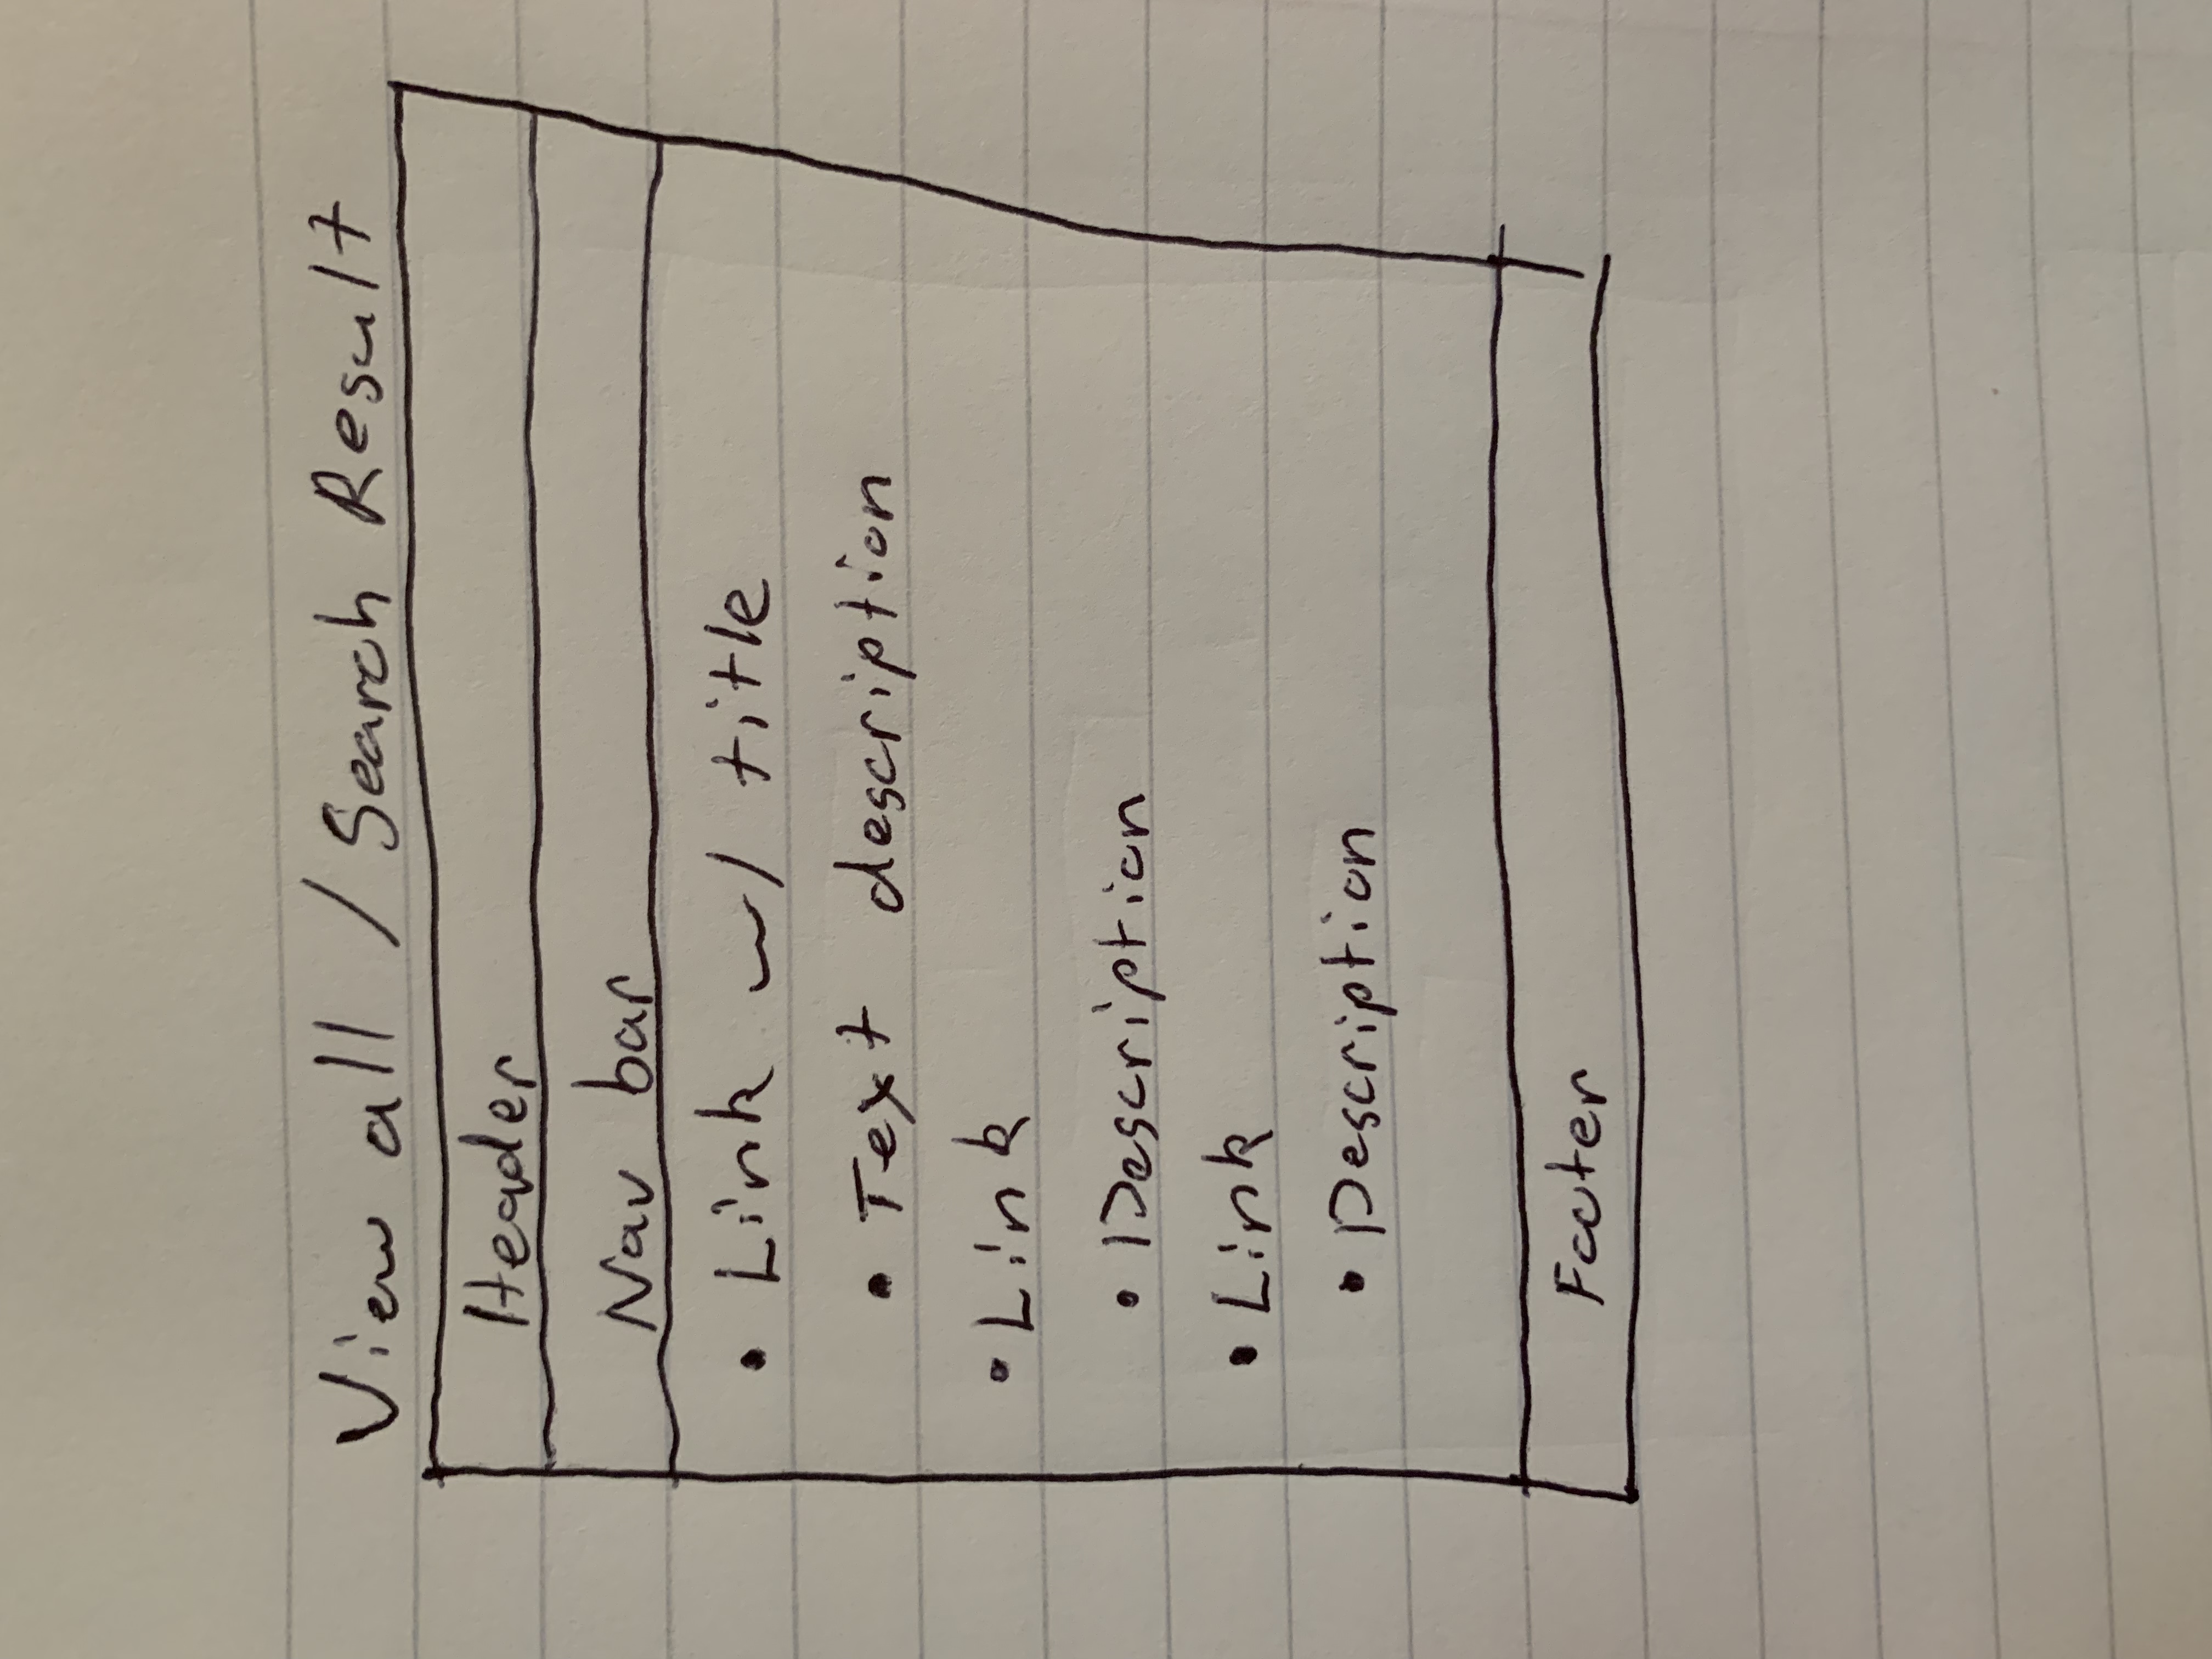 View all / Search Result
Header
Nav bar
• Link w/ title
• Text description
• Link
• Description
• Link
• Description
Footer